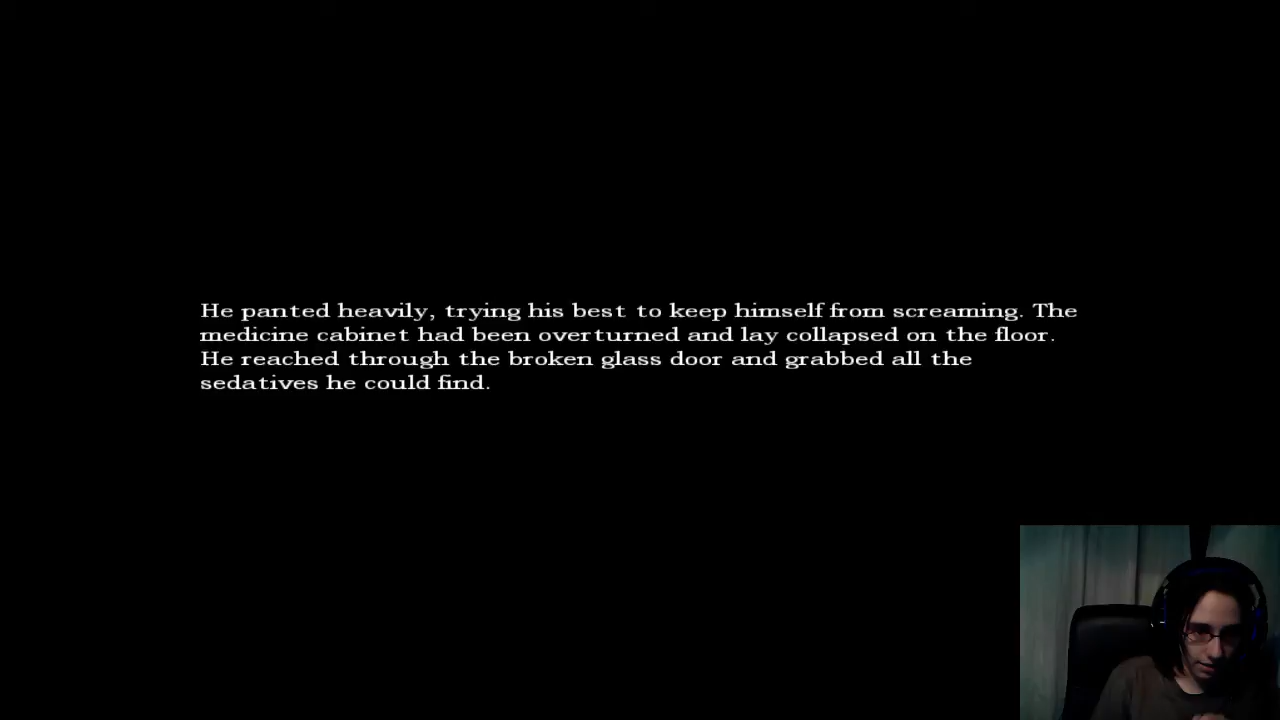 He panted heavily, trying his best to keep himself from screaming. The
medicine cabinet had been overturned and lay collapsed on the floor.
He reached through the broken glass door and grabbed all the
sedatives he could find.